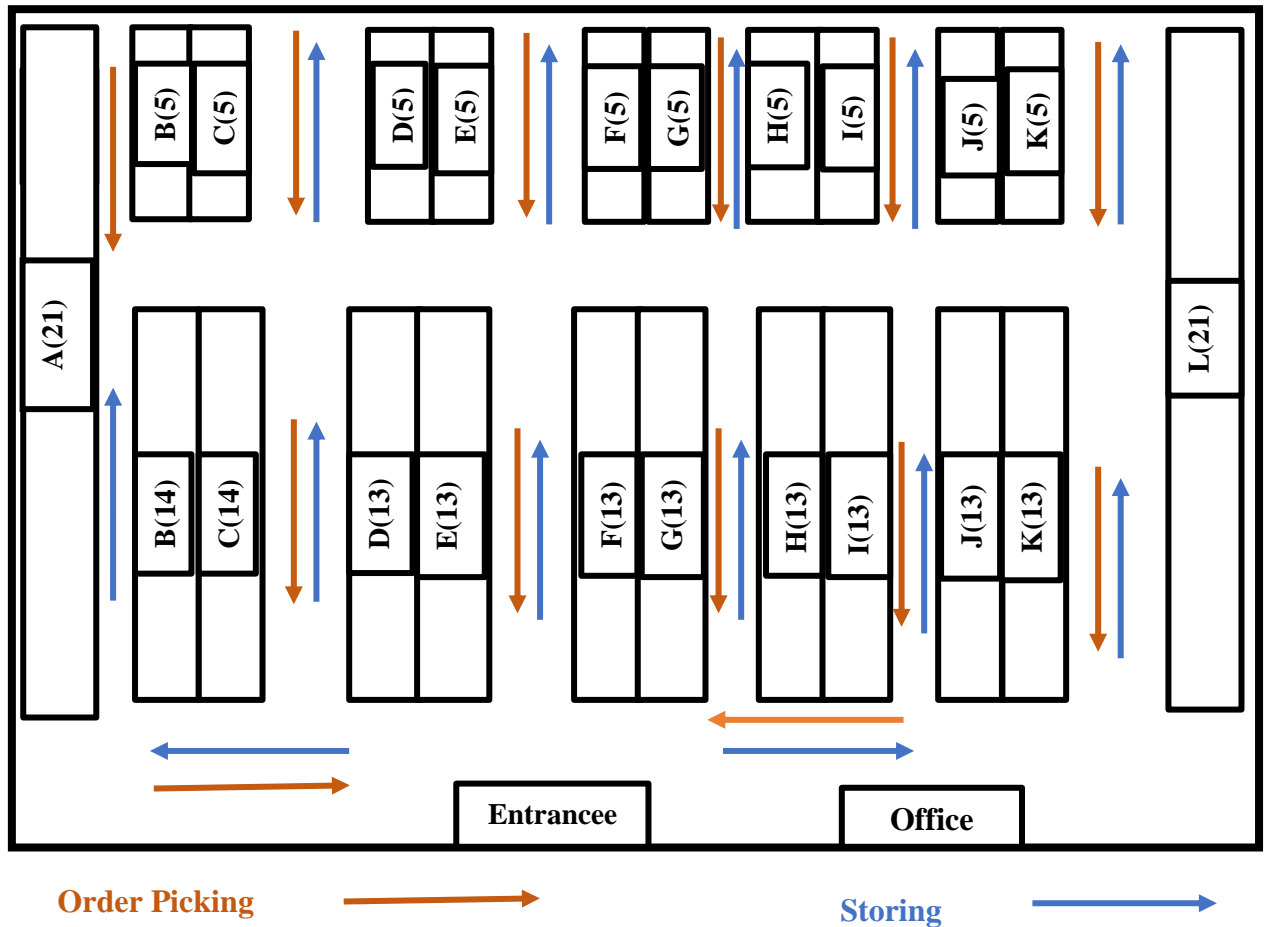 B(5)
C(5)
D(5)
E(5)
F(5)
G(5)
H(5)
I(5)
J(5)
K(5)
A(21)
L(21)
B(14)
C(14)
D(13)
E(13)
F(13)
G(13)
H(13)
I(13)
J(13)
K(13)
Entrancee
Office
Order Picking
Storing